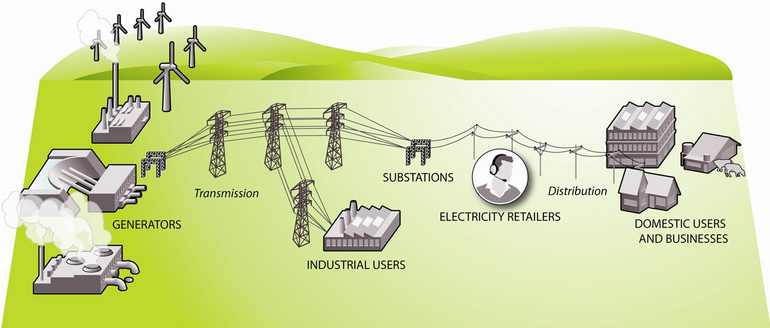 Transmission
SUBSTATIONS
Distribution
GENERATORS
ELECTRICITY RETAILERS
DOMESTIC USERS
AND BUSINESSES
INDUSTRIAL USERS